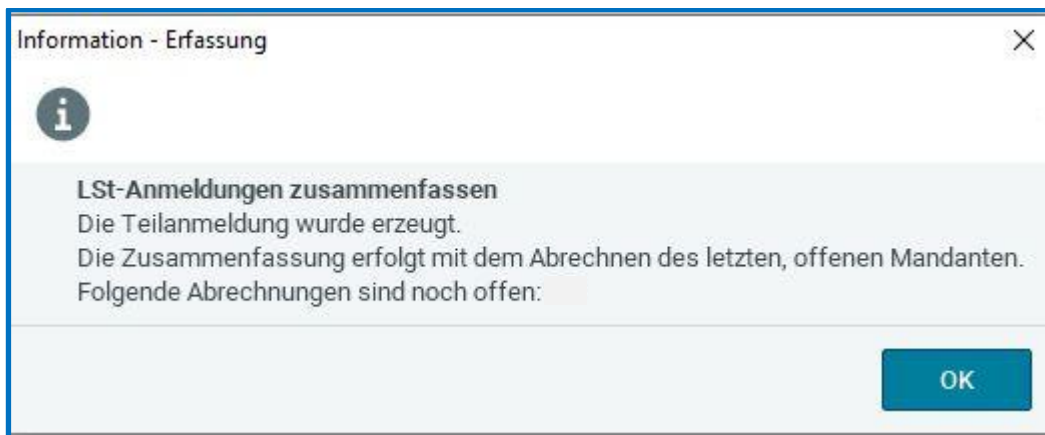 Information - Erfassung
LSt-Anmeldungen zusammenfassen
Die Teilanmeldung wurde erzeugt.
Die Zusammenfassung erfolgt mit dem Abrechnen des letzten, offenen Mandanten.
Folgende Abrechnungen sind noch offen:
OK